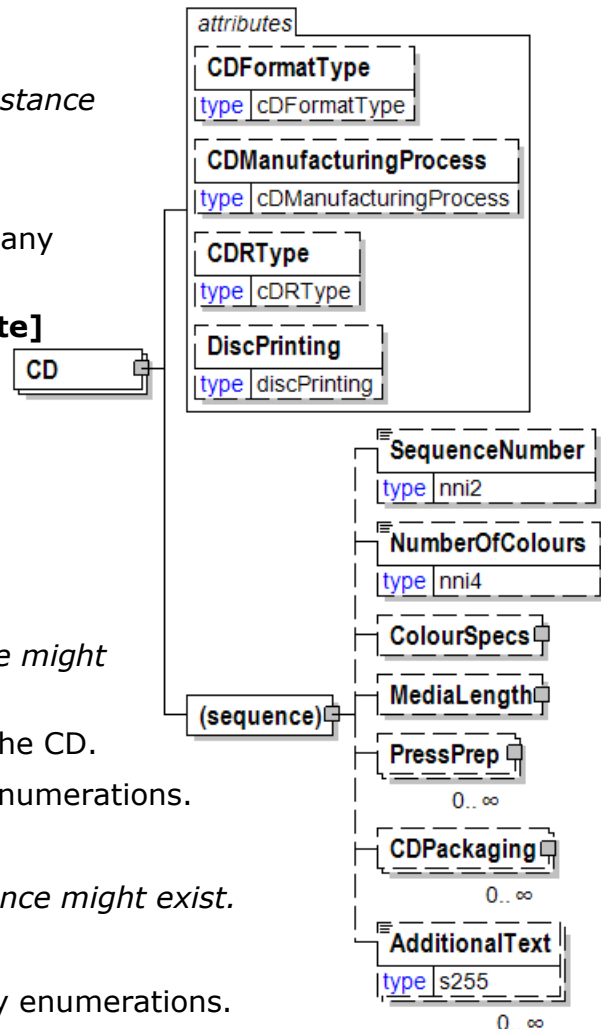 attributes
CDFormatType
type cDFormatType
stance
CDManufacturingProcess
type cDManufacturingProcess
any
CDRType
type cDRType
te]
DiscPrinting
type discPrinting
CD
SequenceNumber
type nni2
NumberOfColours
type nni4
e might
ColourSpecs
MediaLength
(sequence)
he CD.
PressPrep
numerations.
0.. ∞
CDPackaging
0.. ∞
nce might exist.
AdditionalText
type s255
y enumerations.
0.. ∞